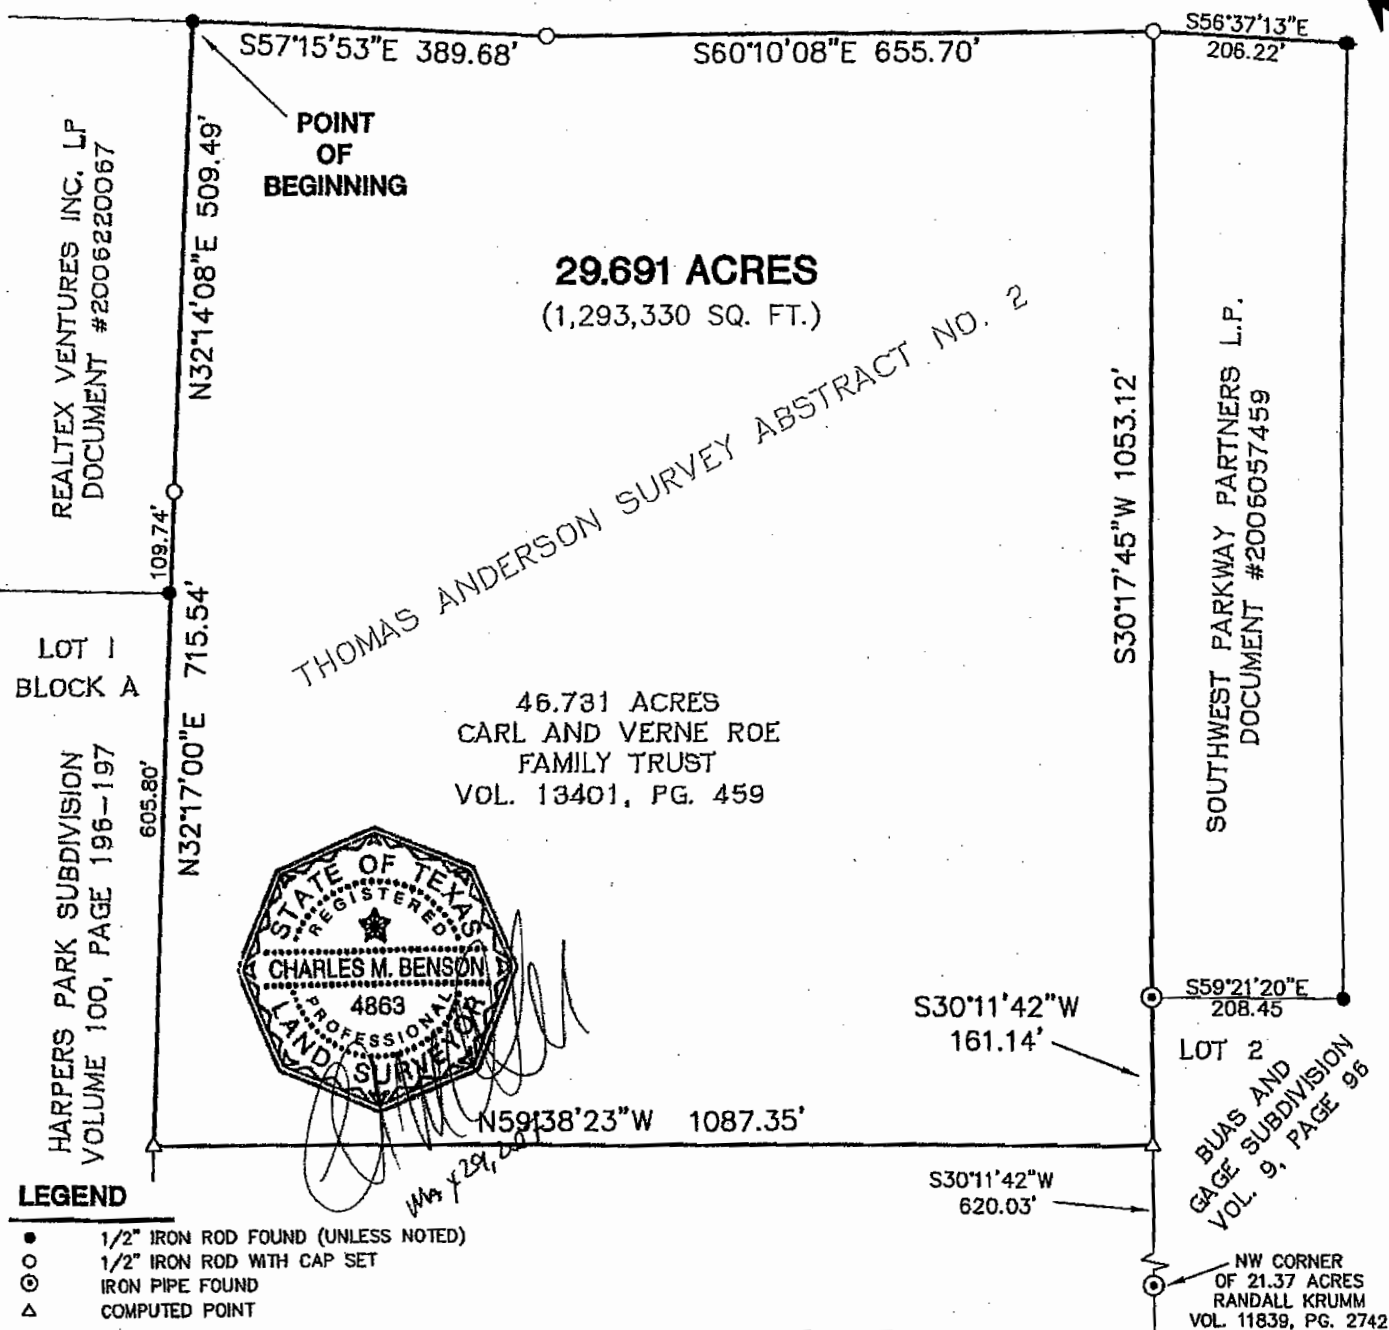 S57°15'53"E 389.68'
S60°10'08"E 655.70'
S56°37'13"E
206.22'
POINT
OF
BEGINNING
REALTEX VENTURES INC. LP
DOCUMENT #2006220067
N32°14'08"E 509.49'
29.691 ACRES
(1,293,330 SQ. FT.)
THOMAS ANDERSON SURVEY ABSTRACT NO. 2
S30°17'45"W 1053.12'
SOUTHWEST PARKWAY PARTNERS L.P.
DOCUMENT #2006057459
109.74'
LOT 1
BLOCK A
N32°17'00"E 715.54'
605.80'
HARPERS PARK SUBDIVISION
VOLUME 100, PAGE 196-197
46.731 ACRES
CARL AND VERNE ROE
FAMILY TRUST
VOL. 13401, PG. 459
STATE OF TEXAS
REGISTERED
CHARLES M. BENSON
4863
PROFESSIONAL
LAND SURVEYOR
S30°11'42"W
161.14'
S59°21'20"E
208.45
LOT 2
BUAS AND
GAGE SUBDIVISION
VOL. 9, PAGE 96
N59°38'23"W 1087.35'
S30°11'42"W
620.03'
NW CORNER
OF 21.37 ACRES
RANDALL KRUMM
VOL. 11839, PG. 2742
LEGEND
1/2" IRON ROD FOUND (UNLESS NOTED)
1/2" IRON ROD WITH CAP SET
IRON PIPE FOUND
COMPUTED POINT